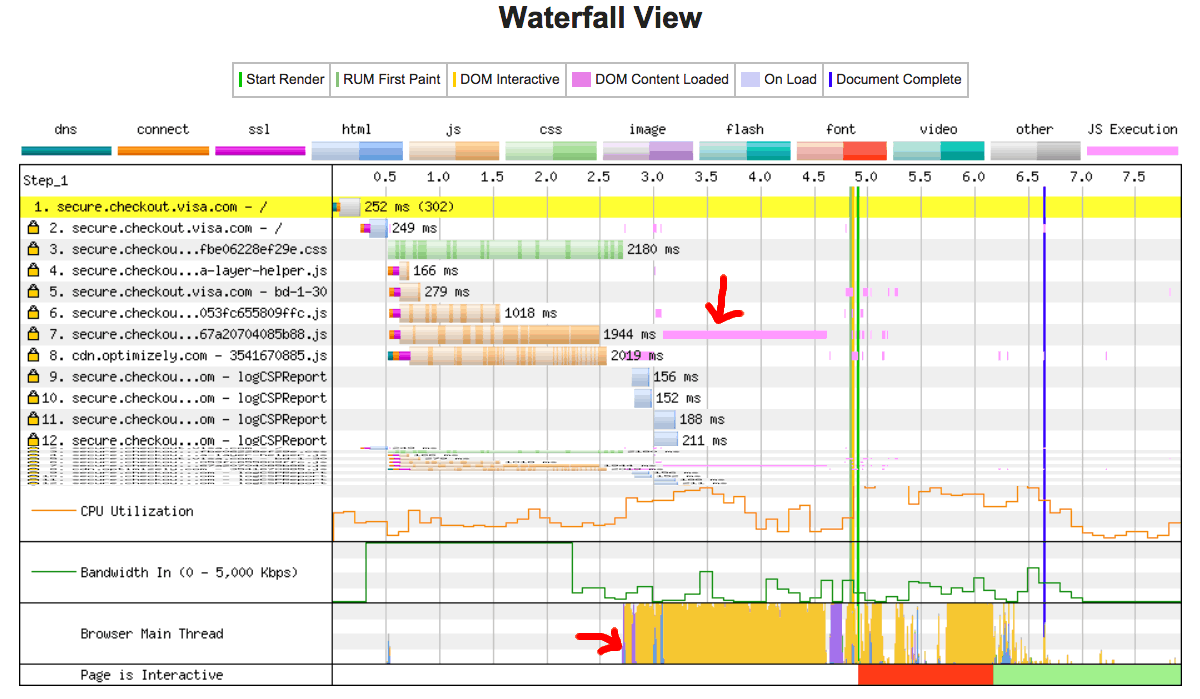 Waterfall View
Start Render RUM First Paint DOM Interactive DOM Content Loaded On Load Document Complete
dns connect ssl html js css image flash font video other JS Execution
Step_1 0.5 1.0 1.5 2.0 2.5 3.0 3.5 4.0 4.5 5.0 5.5 6.0 6.5 7.0 7.5
1. secure.checkout.visa.com - / 252 ms (302)
2. secure.checkout.visa.com - / 249 ms
3. secure.checkou...fbe06228ef29e.css 2180 ms
4. secure.checkou...a-layer-helper.js 166 ms
5. secure.checkout.visa.com - bd-1-30 279 ms
6. secure.checkou...053fc655809ffc.js 1018 ms
7. secure.checkou...67a20704085b88.js 1944 ms
8. cdn.optimizely.com - 3541670885.js 2019 ms
9. secure.checkou...om - logCSPReport 156 ms
10. secure.checkou...om - logCSPReport 152 ms
11. secure.checkou...om - logCSPReport 188 ms
12. secure.checkou...om - logCSPReport 211 ms
CPU Utilization
Bandwidth In (0 - 5,000 Kbps)
Browser Main Thread
Page is Interactive